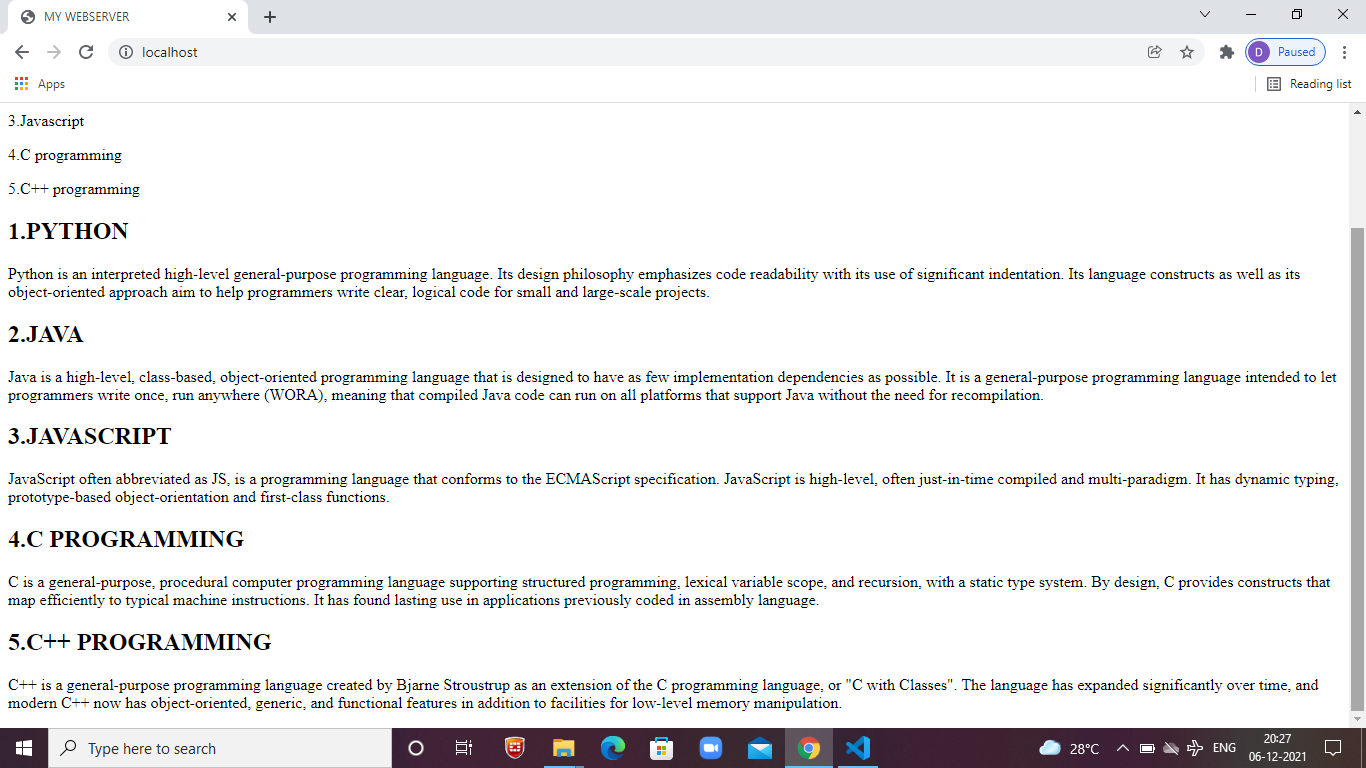 MY WEBSERVER
localhost
D Paused
Apps
Reading list
3.Javascript
4.C programming
5.C++ programming
1.PYTHON
Python is an interpreted high-level general-purpose programming language. Its design philosophy emphasizes code readability with its use of significant indentation. Its language constructs as well as its
object-oriented approach aim to help programmers write clear, logical code for small and large-scale projects.
2.JAVA
Java is a high-level, class-based, object-oriented programming language that is designed to have as few implementation dependencies as possible. It is a general-purpose programming language intended to let
programmers write once, run anywhere (WORA), meaning that compiled Java code can run on all platforms that support Java without the need for recompilation.
3.JAVASCRIPT
JavaScript often abbreviated as JS, is a programming language that conforms to the ECMAScript specification. JavaScript is high-level, often just-in-time compiled and multi-paradigm. It has dynamic typing,
prototype-based object-orientation and first-class functions.
4.C PROGRAMMING
C is a general-purpose, procedural computer programming language supporting structured programming, lexical variable scope, and recursion, with a static type system. By design, C provides constructs that
map efficiently to typical machine instructions. It has found lasting use in applications previously coded in assembly language.
5.C++ PROGRAMMING
C++ is a general-purpose programming language created by Bjarne Stroustrup as an extension of the C programming language, or "C with Classes". The language has expanded significantly over time, and
modern C++ now has object-oriented, generic, and functional features in addition to facilities for low-level memory manipulation.
Type here to search
28°C
ENG
20:27
06-12-2021